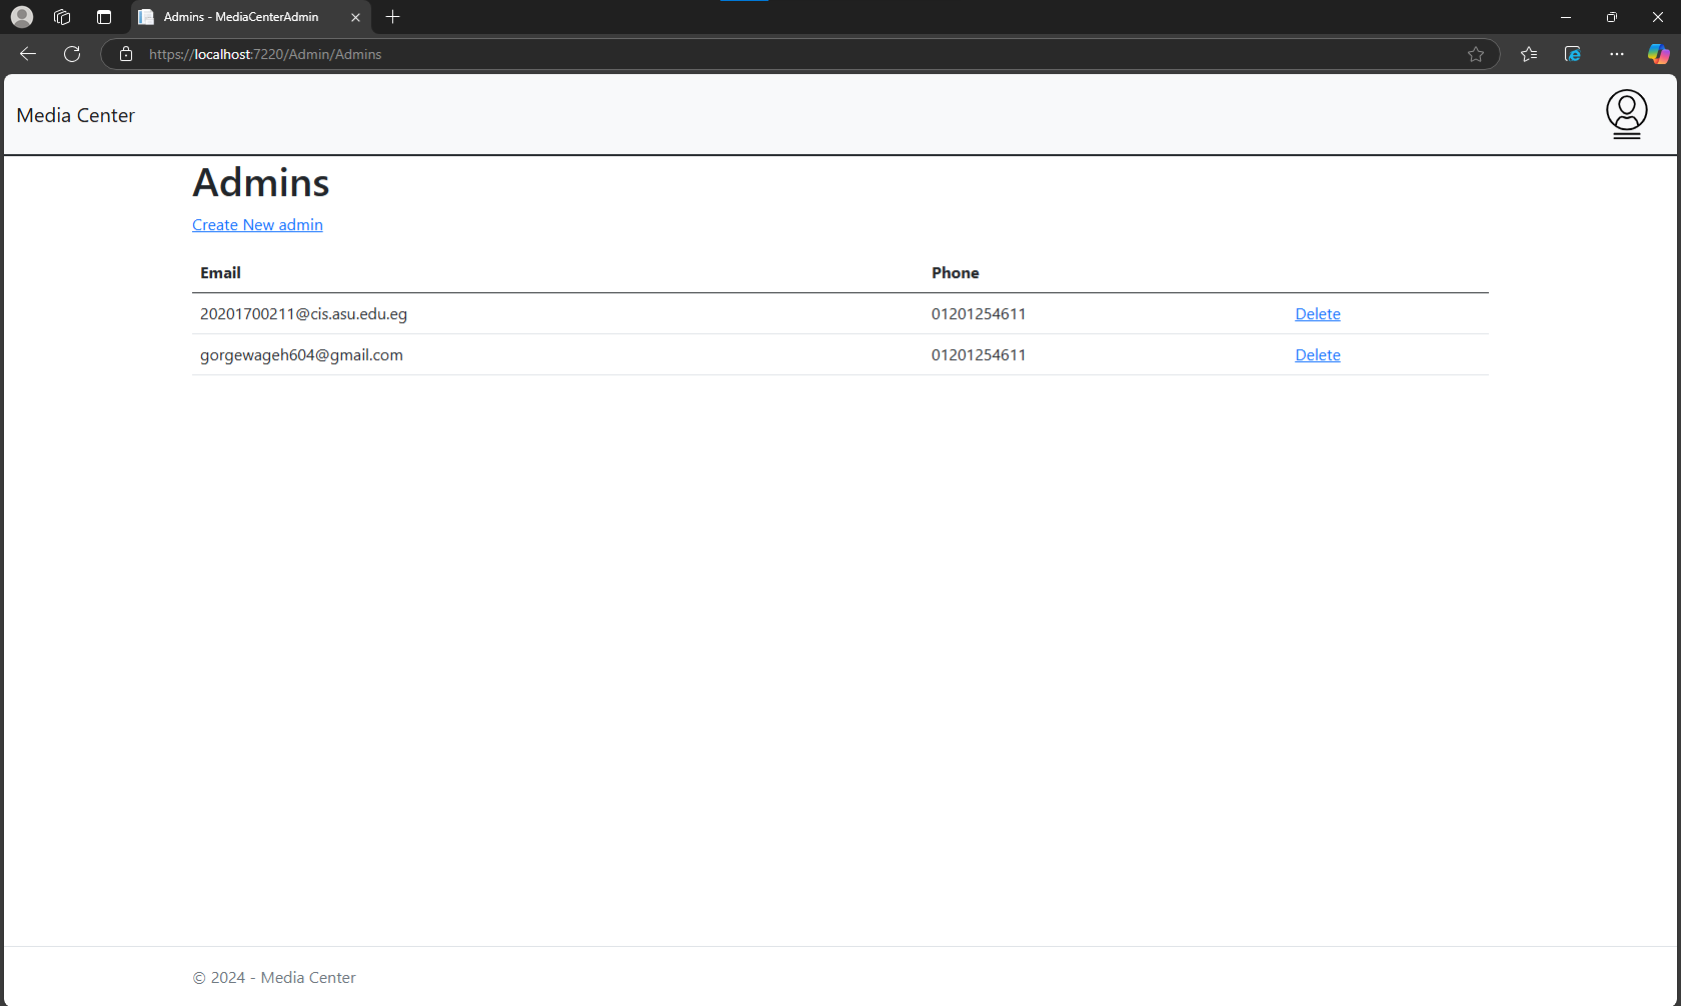 Admins - MediaCenterAdmin
https://localhost:7220/Admin/Admins
Media Center
Admins
Create New admin
Email Phone
20201700211@cis.asu.edu.eg 01201254611 Delete
gorgewageh604@gmail.com 01201254611 Delete
© 2024 - Media Center